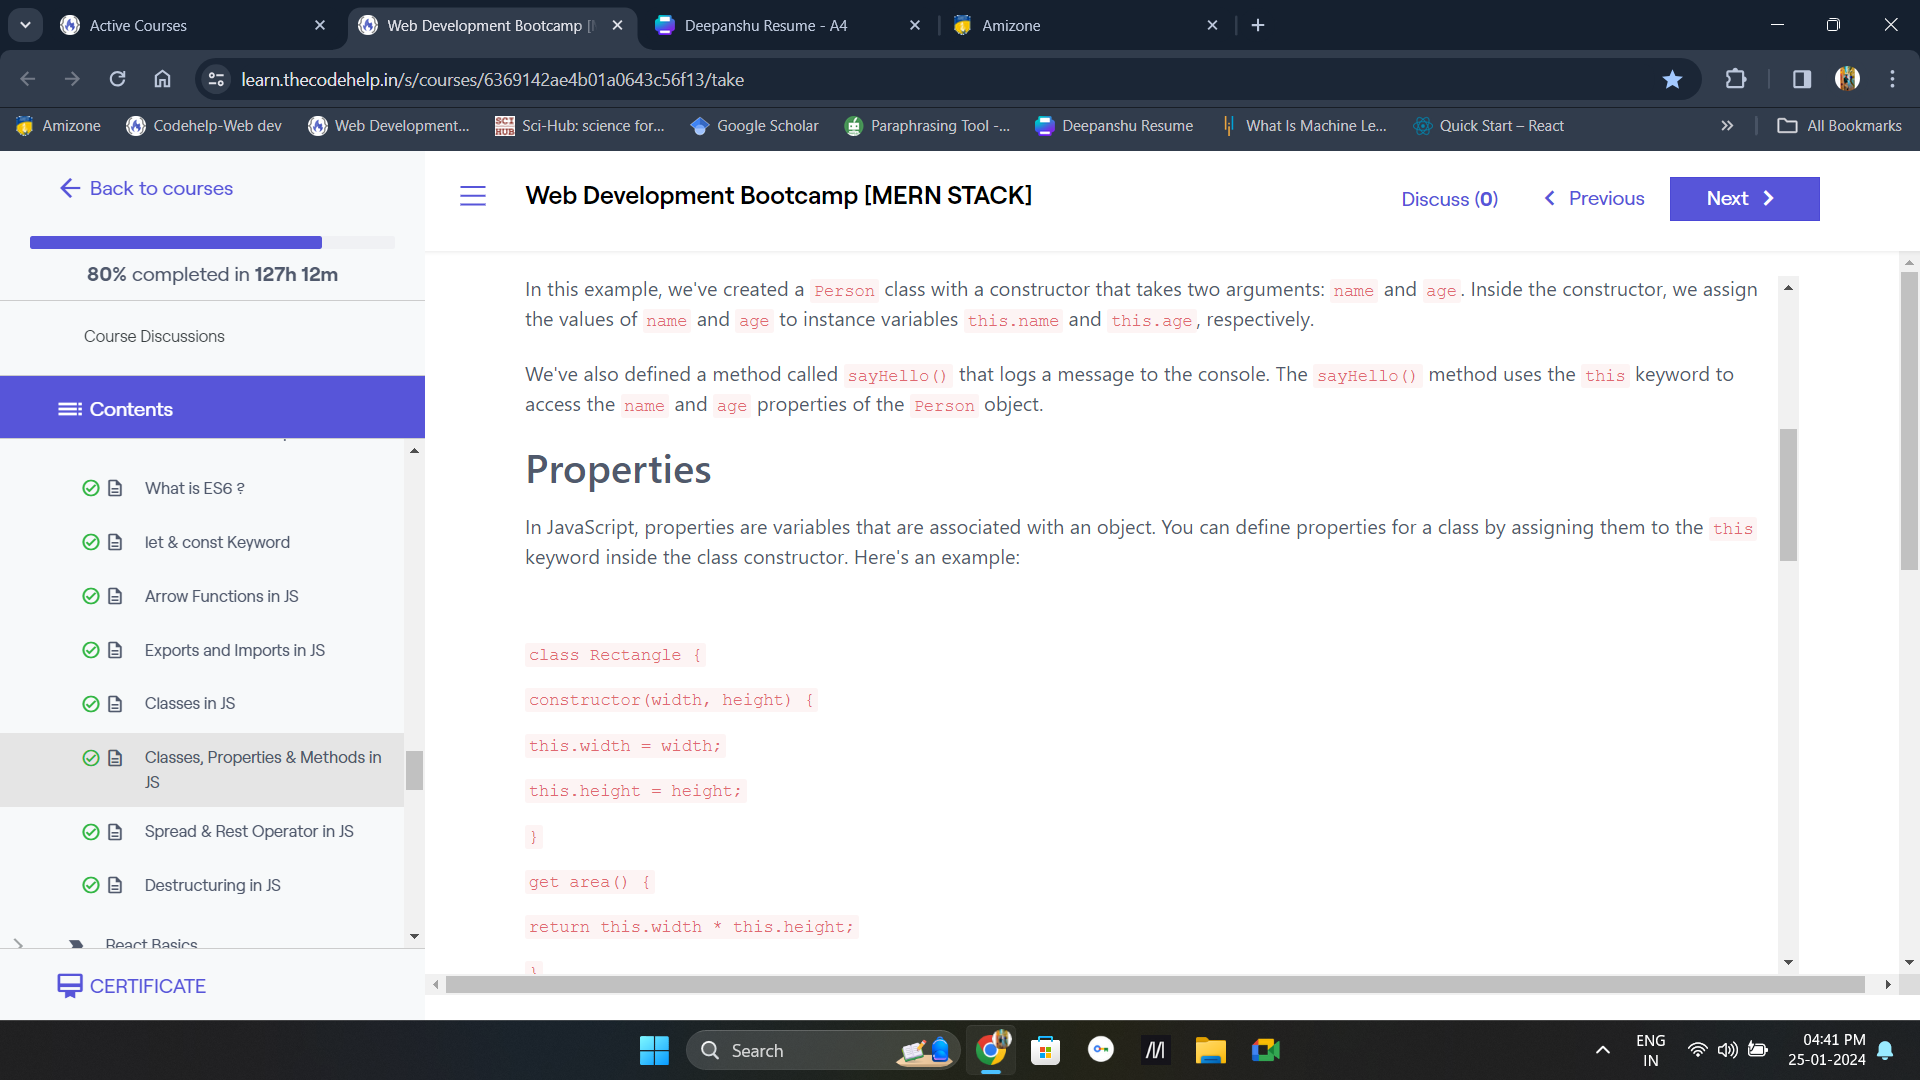 Active Courses
Web Development Bootcamp [
Deepanshu Resume - A4
Amizone
learn.thecodehelp.in/s/courses/6369142ae4b01a0643c56f13/take
Amizone
Codehelp-Web dev
Web Development...
SCI HUB
Sci-Hub: science for...
Google Scholar
Paraphrasing Tool -...
Deepanshu Resume
What Is Machine Le...
Quick Start – React
All Bookmarks
Back to courses
80% completed in 127h 12m
Course Discussions
Contents
What is ES6 ?
let & const Keyword
Arrow Functions in JS
Exports and Imports in JS
Classes in JS
Classes, Properties & Methods in
JS
Spread & Rest Operator in JS
Destructuring in JS
React Basics
CERTIFICATE
Web Development Bootcamp [MERN STACK]
Discuss (0)
Previous
Next
In this example, we've created a Person class with a constructor that takes two arguments: name and age. Inside the constructor, we assign
the values of name and age to instance variables this.name and this.age, respectively.
We've also defined a method called sayHello() that logs a message to the console. The sayHello() method uses the this keyword to
access the name and age properties of the Person object.
Properties
In JavaScript, properties are variables that are associated with an object. You can define properties for a class by assigning them to the this
keyword inside the class constructor. Here's an example:
class Rectangle {
constructor(width, height) {
this.width = width;
this.height = height;
}
get area() {
return this.width * this.height;
}
Search
ENG
IN
04:41 PM
25-01-2024